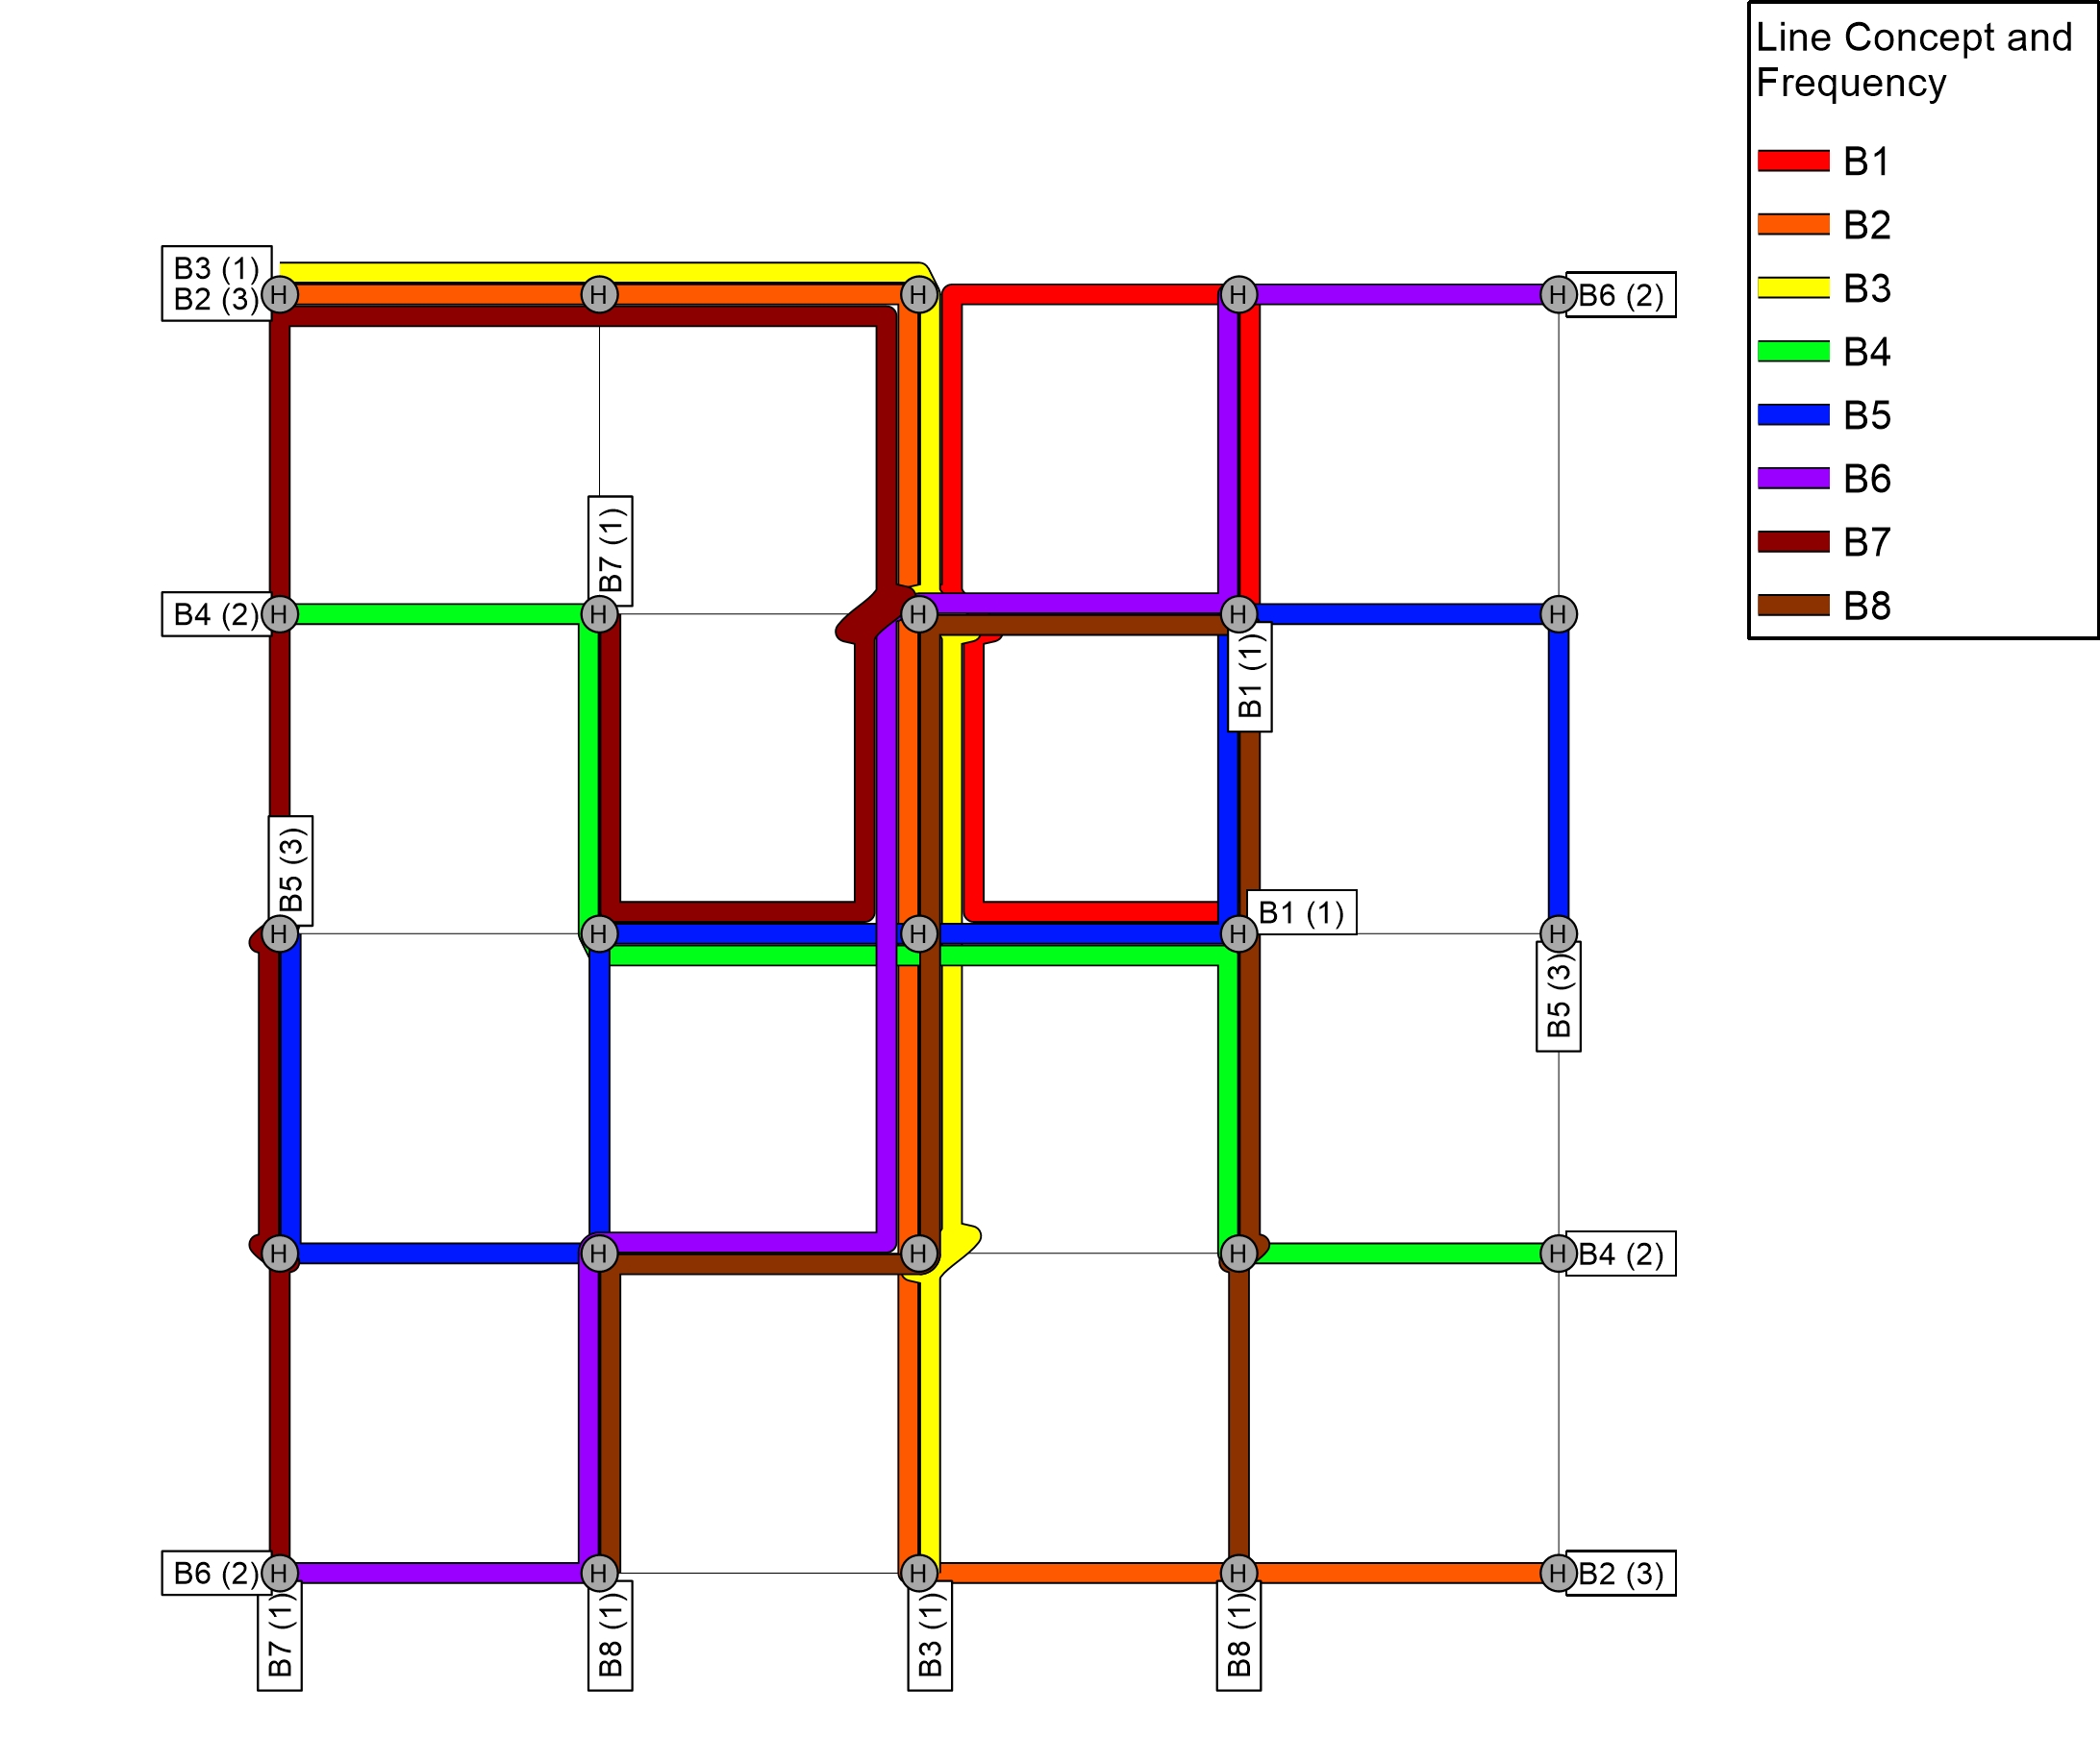 Line Concept and
Frequency
B1
B2
B3
B4
B5
B6
B7
B8
B3 (1)
B2 (3)
H
H
H
H
H
B6 (2)
B7 (1)
B4 (2)
H
H
H
H
H
B1 (1)
B5 (3)
B1 (1)
H
H
H
H
H
B5 (3)
H
H
H
H
H
B4 (2)
B6 (2)
H
H
H
H
H
B2 (3)
B7 (1)
B8 (1)
B3 (1)
B8 (1)